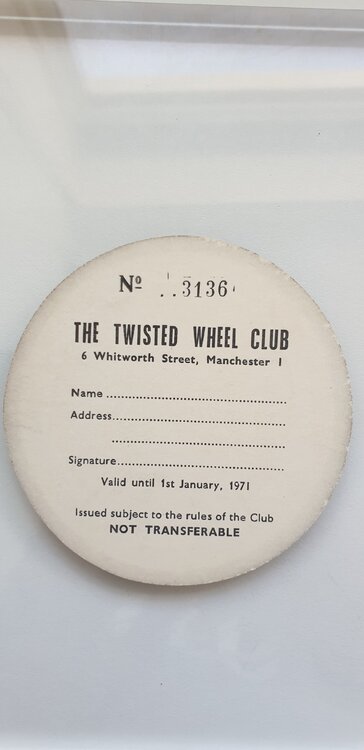 Nº ..3136
THE TWISTED WHEEL CLUB
6 Whitworth Street, Manchester 1
Name ..................................................
Address................................................
..................................................
Signature................................................
Valid until 1st January, 1971
Issued subject to the rules of the Club
NOT TRANSFERABLE